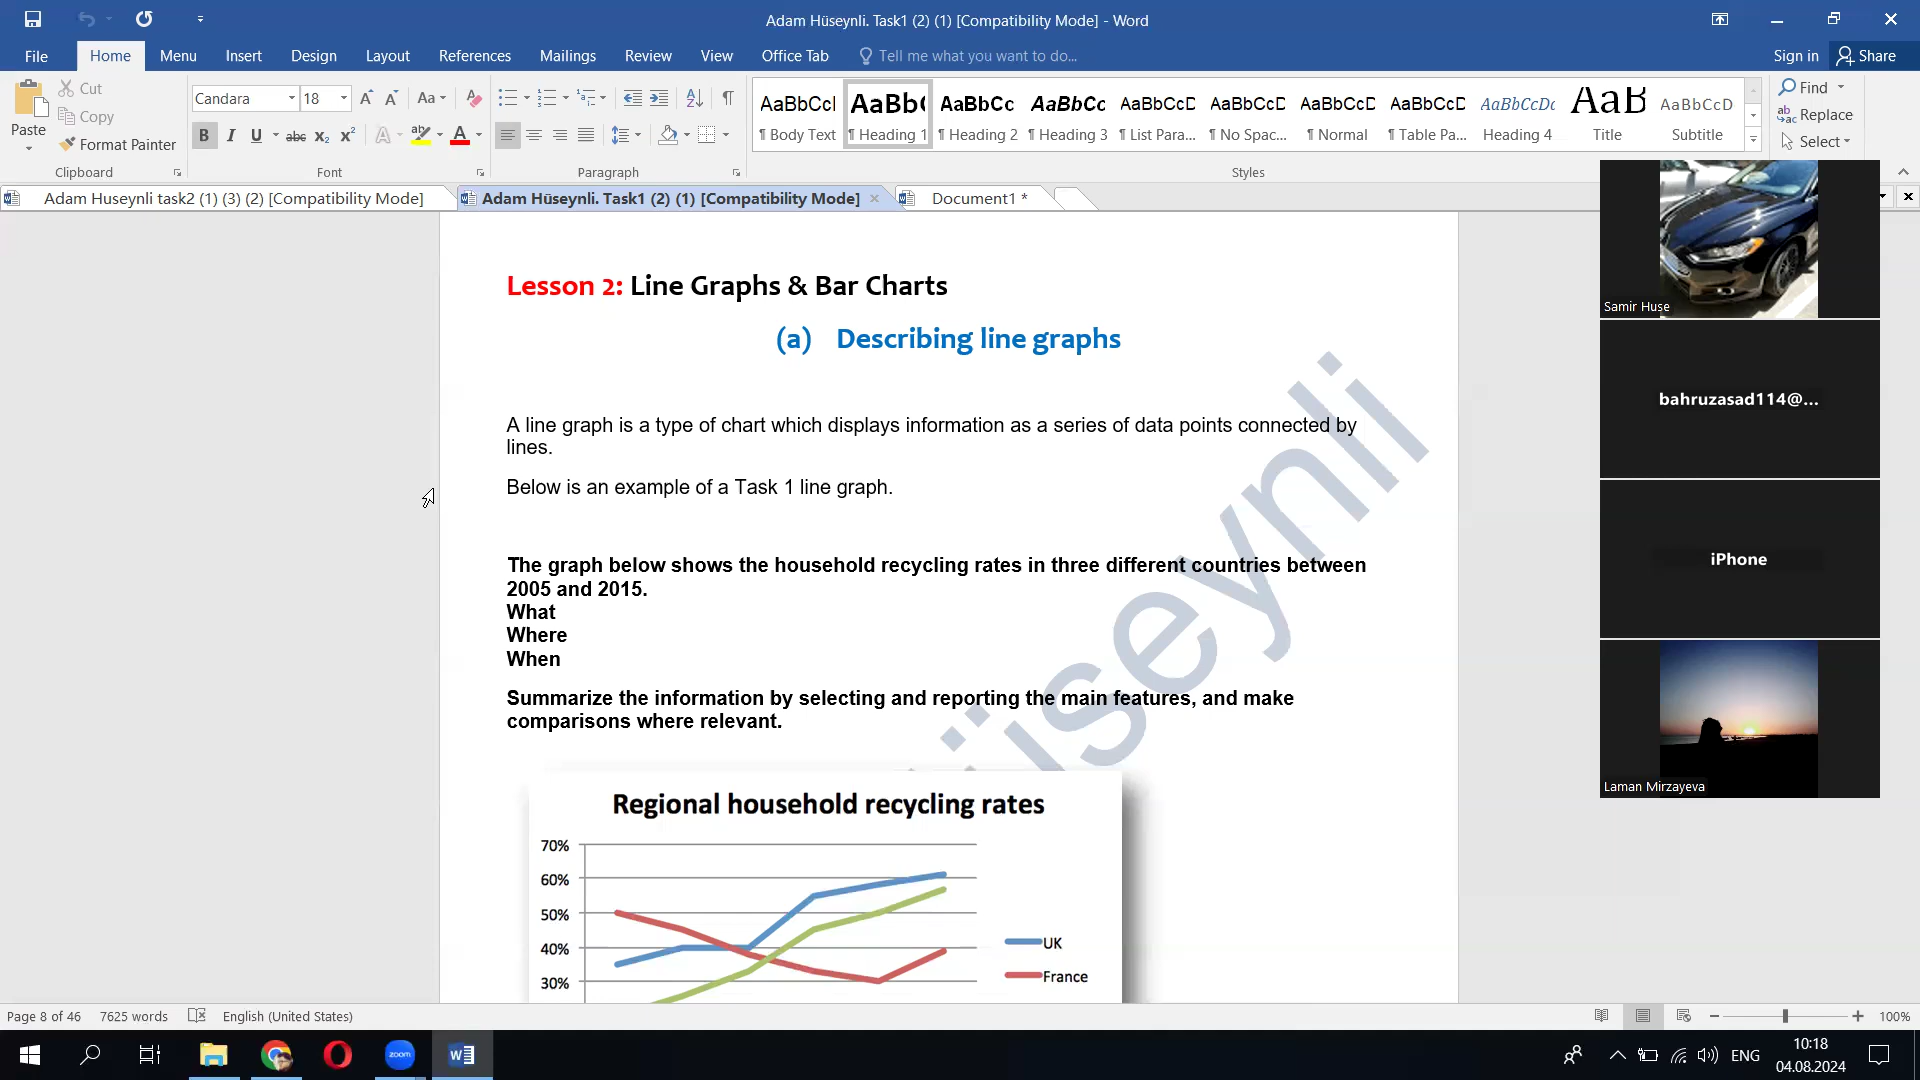 Adam Hüseynli. Task1 (2) (1) [Compatibility Mode] - Word
File
Home
Menu
Insert
Design
Layout
References
Mailings
Review
View
Office Tab
Tell me what you want to do...
Sign in
Share
Paste
Cut
Copy
Format Painter
Clipboard
Candara
18
Font
Paragraph
AaBbCcI
¶ Body Text
AaBb(
¶ Heading 1
AaBbCc
¶ Heading 2
AaBbCc
¶ Heading 3
AaBbCcD
¶ List Para...
AaBbCcD
¶ No Spac...
AaBbCcD
¶ Normal
AaBbCcD
¶ Table Pa...
AaBbCcDc
Heading 4
AaB
Title
AaBbCcD
Subtitle
Styles
Find
Replace
Select
Adam Huseynli task2 (1) (3) (2) [Compatibility Mode]
Adam Hüseynli. Task1 (2) (1) [Compatibility Mode]
Document1 *
Lesson 2: Line Graphs & Bar Charts
(a) Describing line graphs
A line graph is a type of chart which displays information as a series of data points connected by
lines.
Below is an example of a Task 1 line graph.
The graph below shows the household recycling rates in three different countries between
2005 and 2015.
What
Where
When
Summarize the information by selecting and reporting the main features, and make
comparisons where relevant.
üseynli
Regional household recycling rates
70%
60%
50%
40%
30%
UK
France
Samir Huse
bahruzasad114@...
iPhone
Laman Mirzayeva
Page 8 of 46
7625 words
English (United States)
100%
zoom
ENG
10:18
04.08.2024